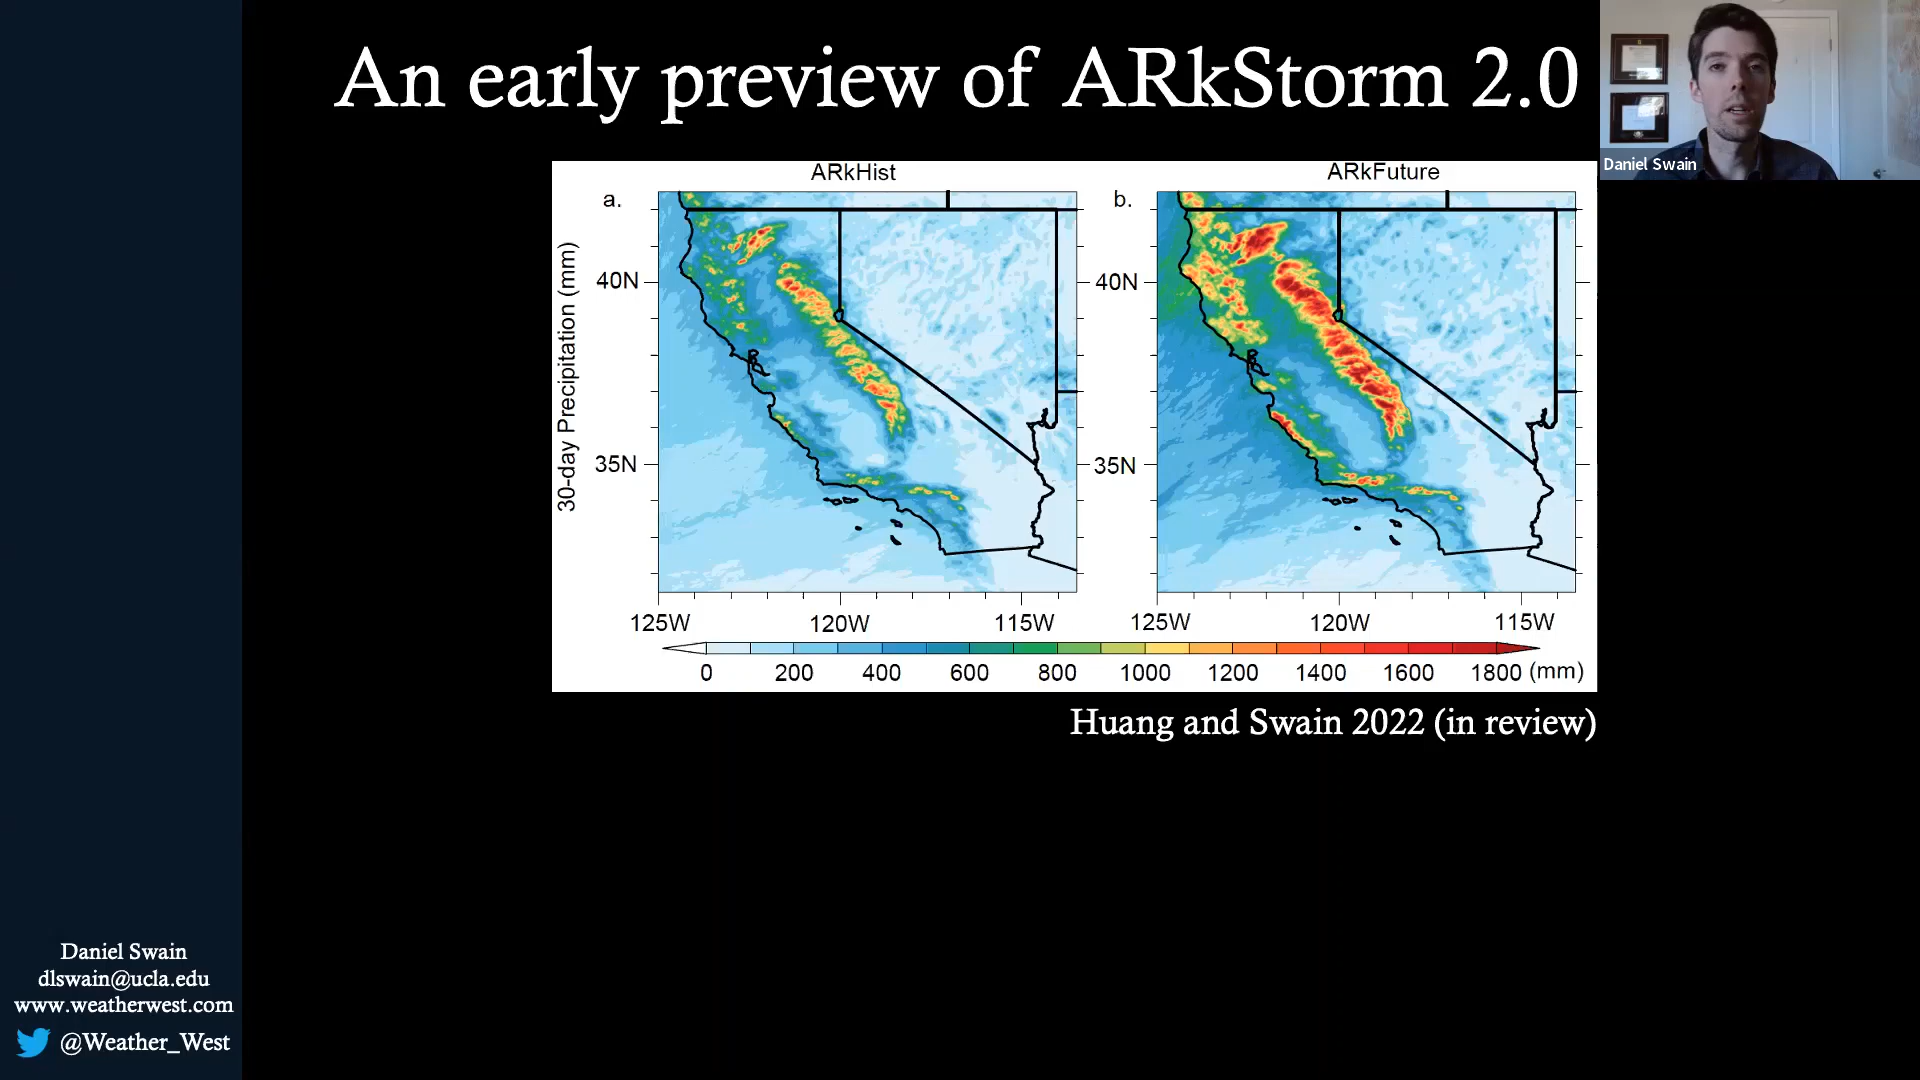 An early preview of ARkStorm 2.0
Daniel Swain
ARkHist
ARkFuture
a.
b.
30-day Precipitation (mm)
40N
40N
35N
35N
125W 120W 115W
125W 120W 115W
0 200 400 600 800 1000 1200 1400 1600 1800 (mm)
Huang and Swain 2022 (in review)
Daniel Swain
dlswain@ucla.edu
www.weatherwest.com
@Weather_West